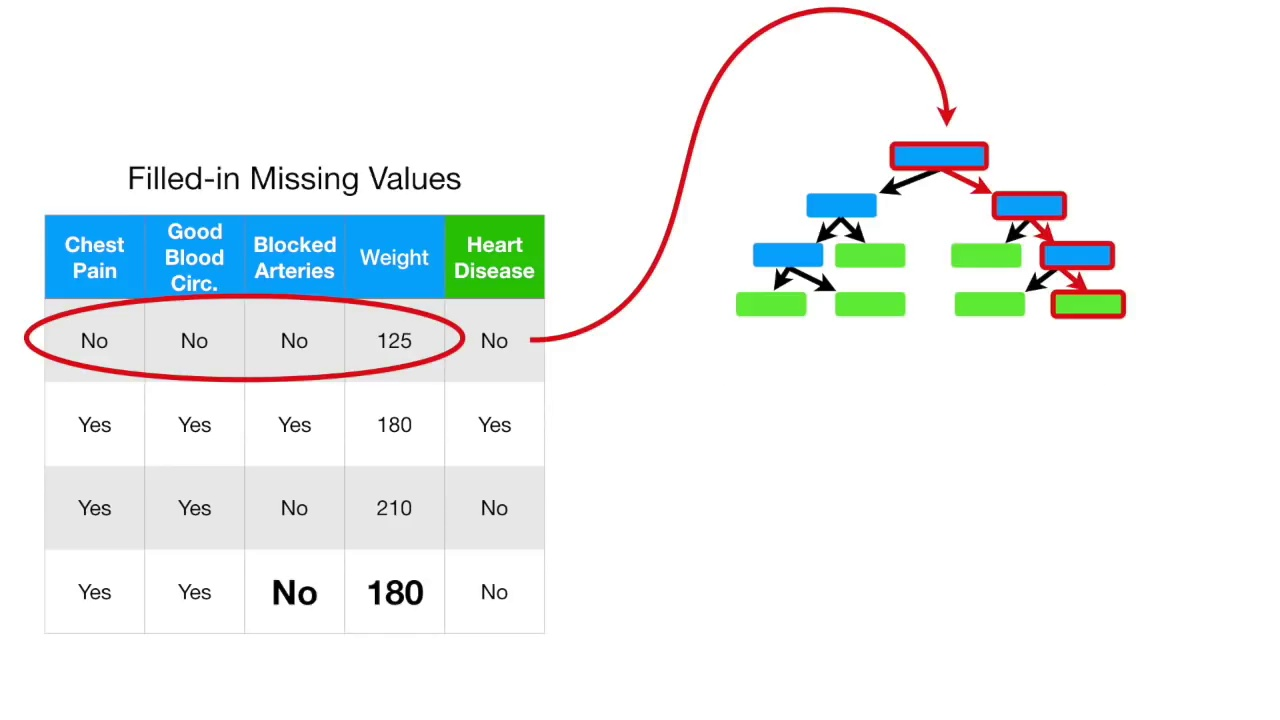 Filled-in Missing Values
Chest Pain Good Blood Circ. Blocked Arteries Weight Heart Disease
No No No 125 No
Yes Yes Yes 180 Yes
Yes Yes No 210 No
Yes Yes No 180 No